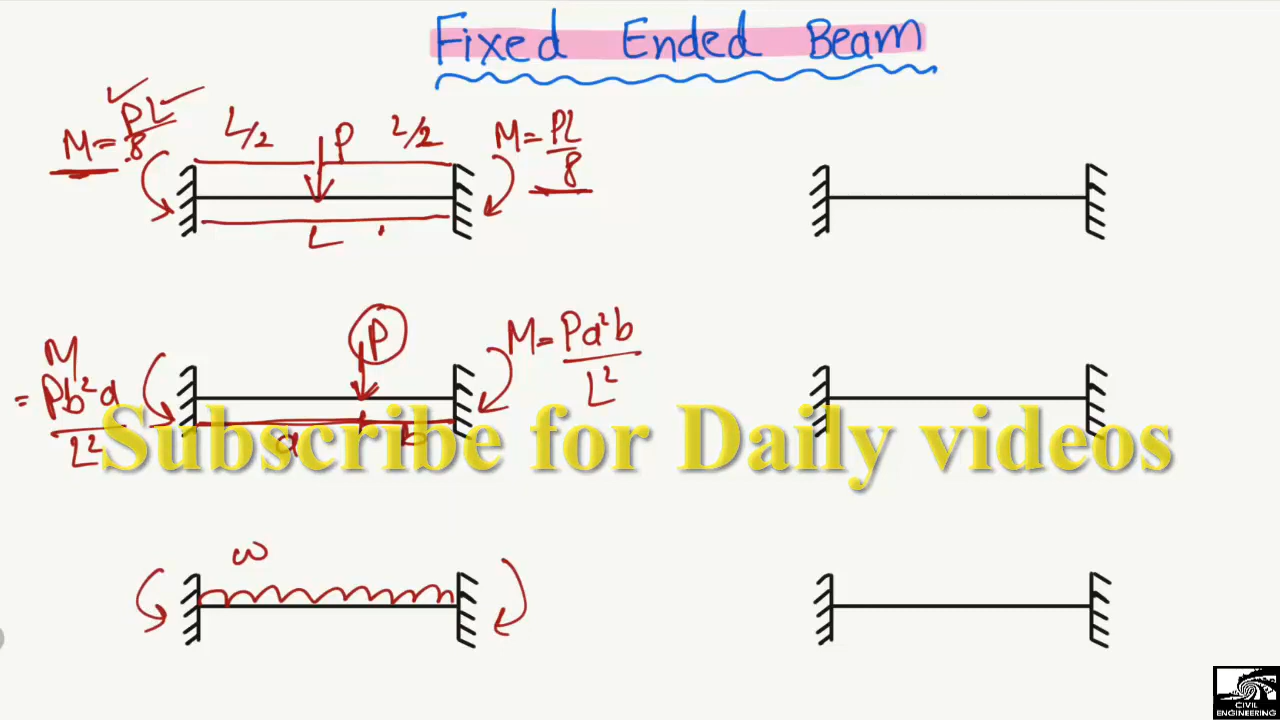 Fixed Ended Beam
M = PL/8
L/2 P L/2
M = PL/8
L
M = Pb²a/L²
P
M = Pa²b/L²
a b
Subscribe for Daily videos
ω
CIVIL
ENGINEERING